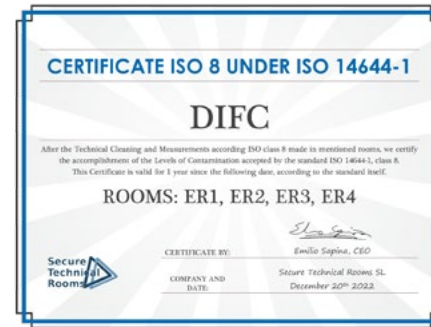 CERTIFICATE ISO 8 UNDER ISO 14644-1
DIFC
After the Technical Cleaning and Measurements according ISO class 8 made in mentioned rooms, we certify
the accomplishment of the Levels of Contamination accepted by the standard ISO 14644-1, class 8.
This Certificate is valid for 1 year since the following date, according to the standard itself.
ROOMS: ER1, ER2, ER3, ER4
CERTIFICATE BY:
Emilio Sapina, CEO
Secure
Technical
Rooms
COMPANY AND
DATE:
Secure Technical Rooms SL
December 20th 2022